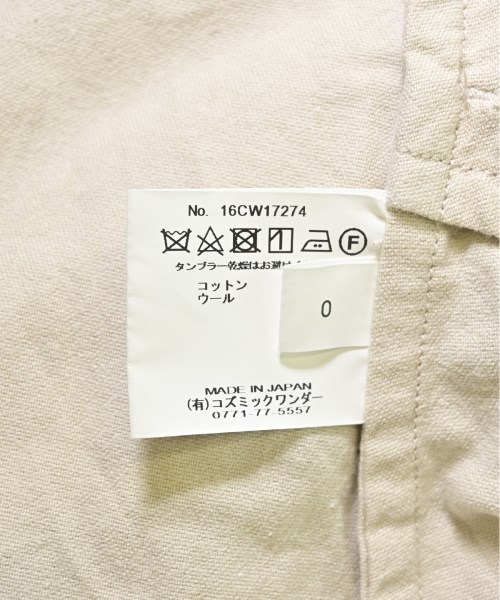 No. 16CW17274
F
タンブラー乾燥はお避け
コットン
ウール
0
MADE IN JAPAN
(有)コズミックワンダー
0771-77-5557